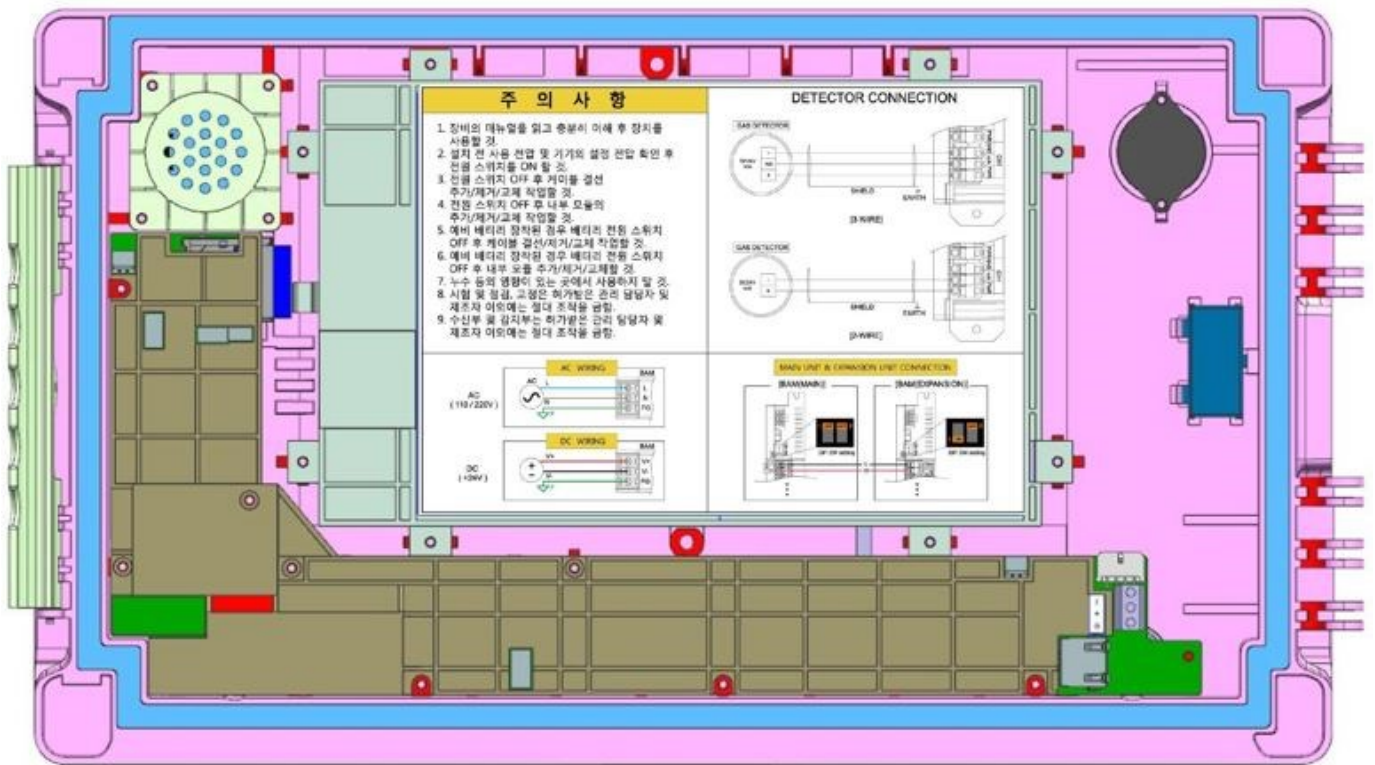 주 의 사 항
1. 장비의 매뉴얼을 읽고 충분히 이해 후 장치를
사용할 것.
2. 설치 전 사용 전압 및 기기의 설정 전압 확인 후
전원 스위치를 ON 할 것.
3. 전원 스위치 OFF 후 케이블 결선
추가/제거/교체 작업할 것.
4. 전원 스위치 OFF 후 내부 모듈의
추가/제거/교체 작업할 것.
5. 예비 배터리 장착된 경우 배터리 전원 스위치
OFF 후 케이블 결선/제거/교체 작업할 것.
6. 예비 배터리 장착된 경우 배터리 전원 스위치
OFF 후 내부 모듈 추가/제거/교체할 것.
7. 누수 등의 영향이 있는 곳에서 사용하지 말 것.
8. 시험 및 점검, 교정은 허가받은 관리 담당자 및
제조자 이외에는 절대 조작을 금함.
9. 수신부 및 감지부는 허가받은 관리 담당자 및
제조자 이외에는 절대 조작을 금함.
DETECTOR CONNECTION
GAS DETECTOR
SHIELD
EARTH
[3-WIRE]
GAS DETECTOR
SHIELD
EARTH
[2-WIRE]
AC WIRING
AC
( 110 / 220V )
AC
L
N
BAM
L
N
FG
DC WIRING
DC
( +24V )
V+
V-
BAM
V+
V-
FG
MAIN UNIT & EXPANSION UNIT CONNECTION
[BAM(MAIN)]
[BAM(EXPANSION)]